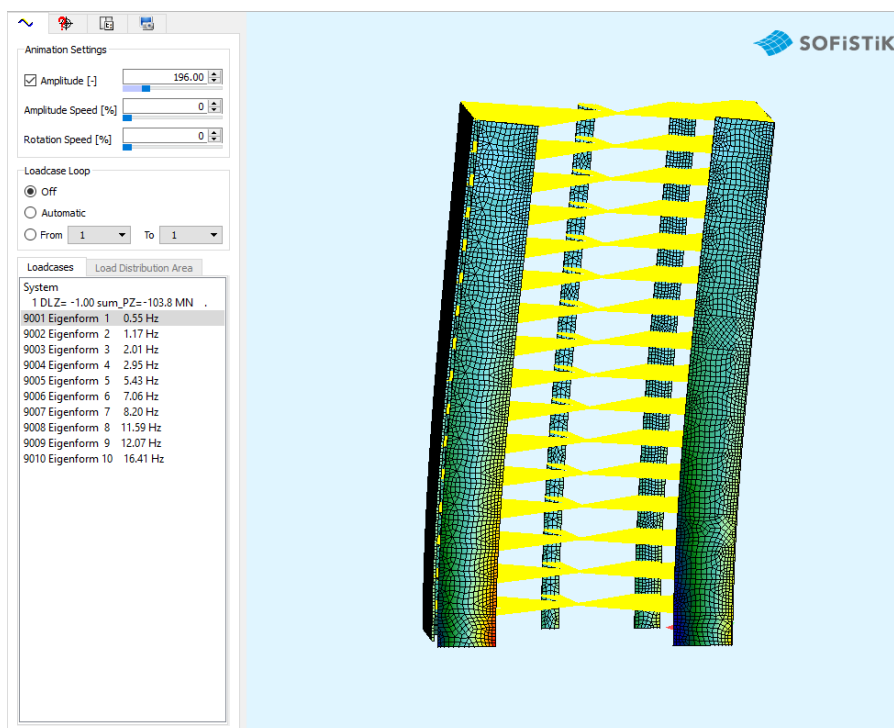 SOFiSTiK
Animation Settings
Amplitude [-] 196.00
Amplitude Speed [%] 0
Rotation Speed [%] 0
Loadcase Loop
Off
Automatic
From 1 To 1
Loadcases Load Distribution Area
System
1 DLZ= -1.00 sum_PZ=-103.8 MN .
9001 Eigenform 1 0.55 Hz
9002 Eigenform 2 1.17 Hz
9003 Eigenform 3 2.01 Hz
9004 Eigenform 4 2.95 Hz
9005 Eigenform 5 5.43 Hz
9006 Eigenform 6 7.06 Hz
9007 Eigenform 7 8.20 Hz
9008 Eigenform 8 11.59 Hz
9009 Eigenform 9 12.07 Hz
9010 Eigenform 10 16.41 Hz